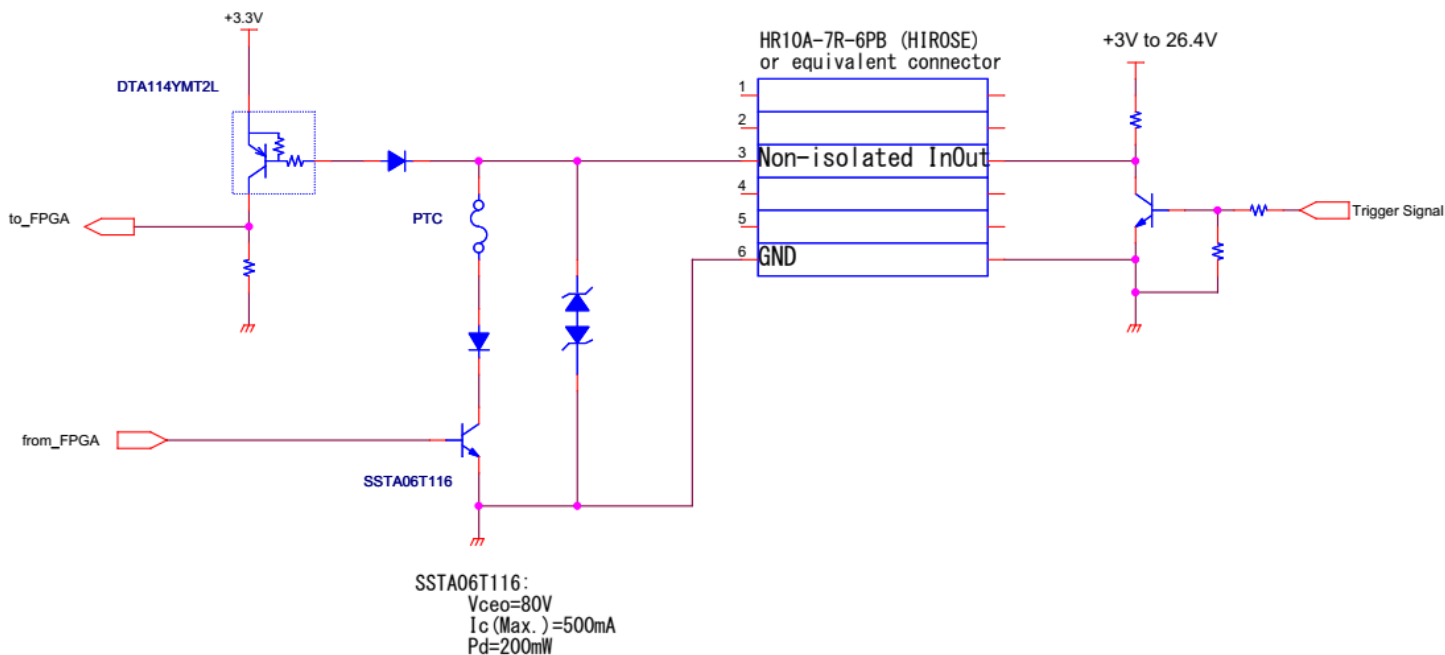 +3.3V
DTA114YMT2L
to_FPGA
PTC
from_FPGA
SSTA06T116
SSTA06T116:
Vceo=80V
Ic(Max.)=500mA
Pd=200mW
HR10A-7R-6PB (HIROSE)
or equivalent connector
1
2
3 Non-isolated InOut
4
5
6 GND
+3V to 26.4V
Trigger Signal